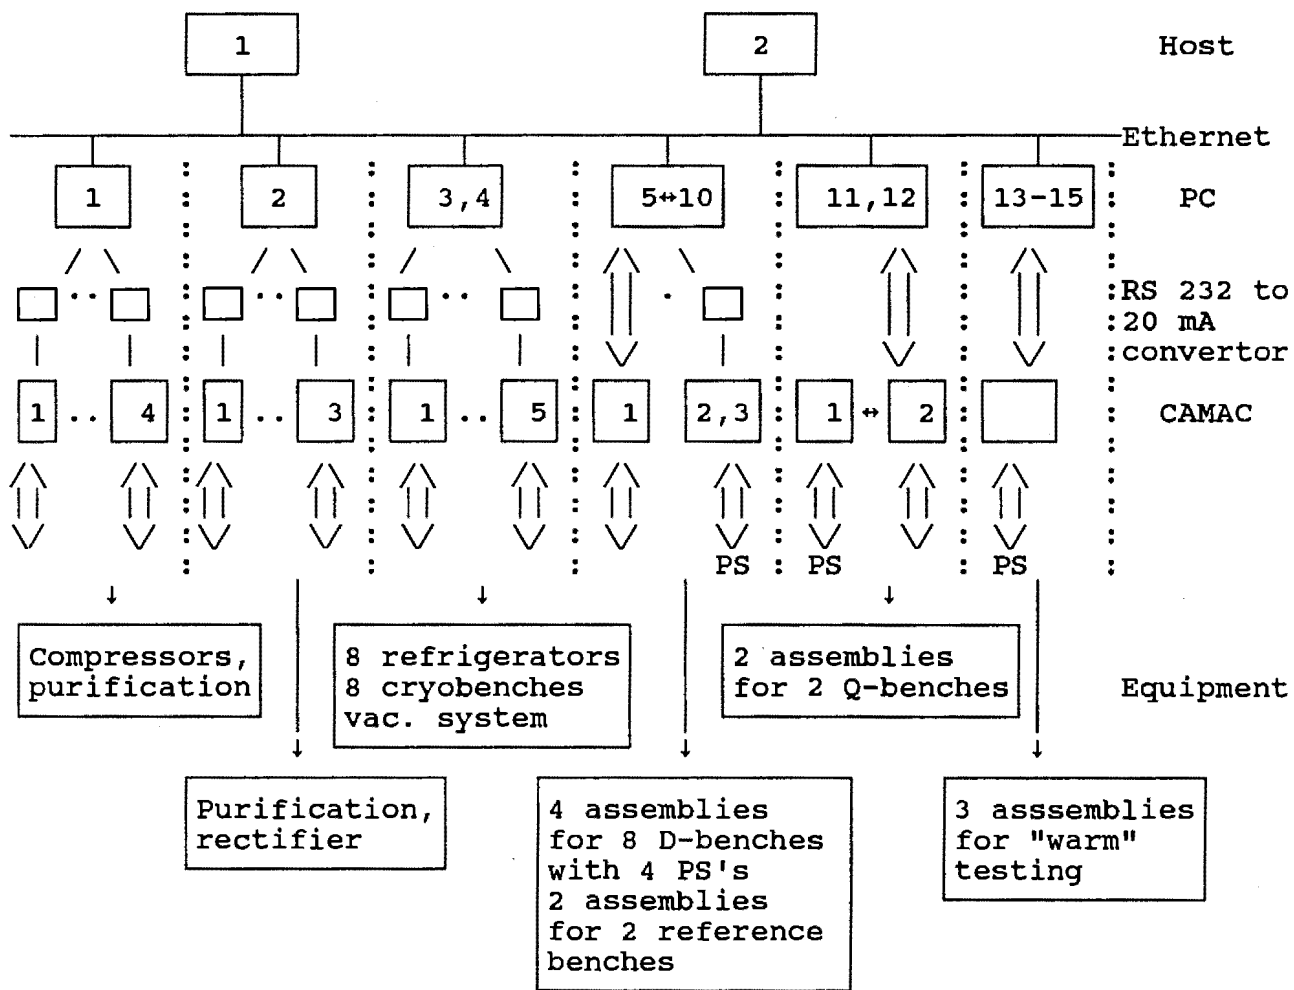 1 2 Host
Ethernet
1 2 3,4 5↔10 11,12 13-15 PC
.. .. .. . RS 232 to
20 mA
convertor
1 .. 4 1 .. 3 1 .. 5 1 2,3 1 ↔ 2 CAMAC
PS PS PS
Compressors,
purification
8 refrigerators
8 cryobenches
vac. system
2 assemblies
for 2 Q-benches
Equipment
Purification,
rectifier
4 assemblies
for 8 D-benches
with 4 PS's
2 assemblies
for 2 reference
benches
3 asssemblies
for "warm"
testing